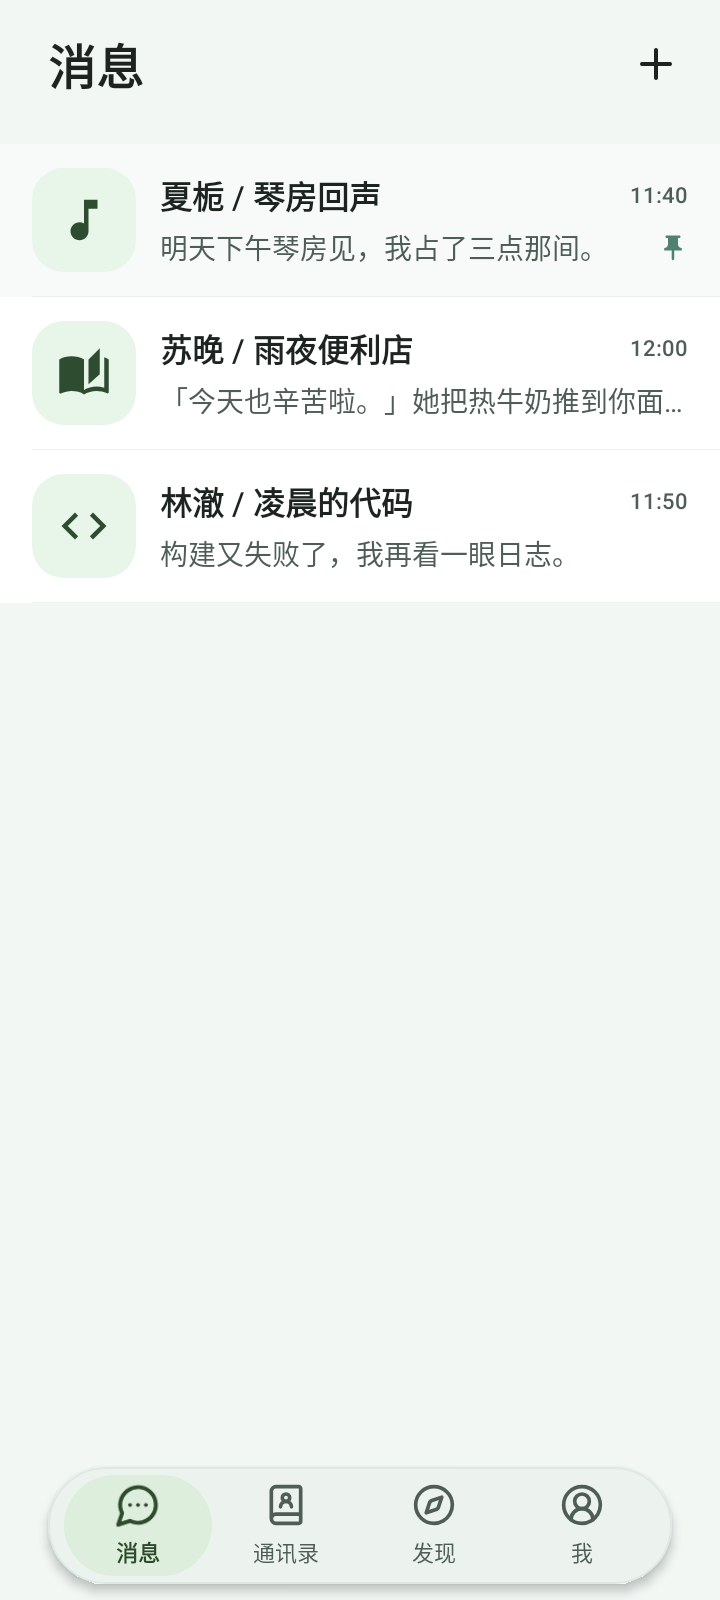 消息
夏栀 / 琴房回声
11:40
明天下午琴房见，我占了三点那间。
苏晚 / 雨夜便利店
12:00
「今天也辛苦啦。」她把热牛奶推到你面...
林澈 / 凌晨的代码
11:50
构建又失败了，我再看一眼日志。
消息
通讯录
发现
我